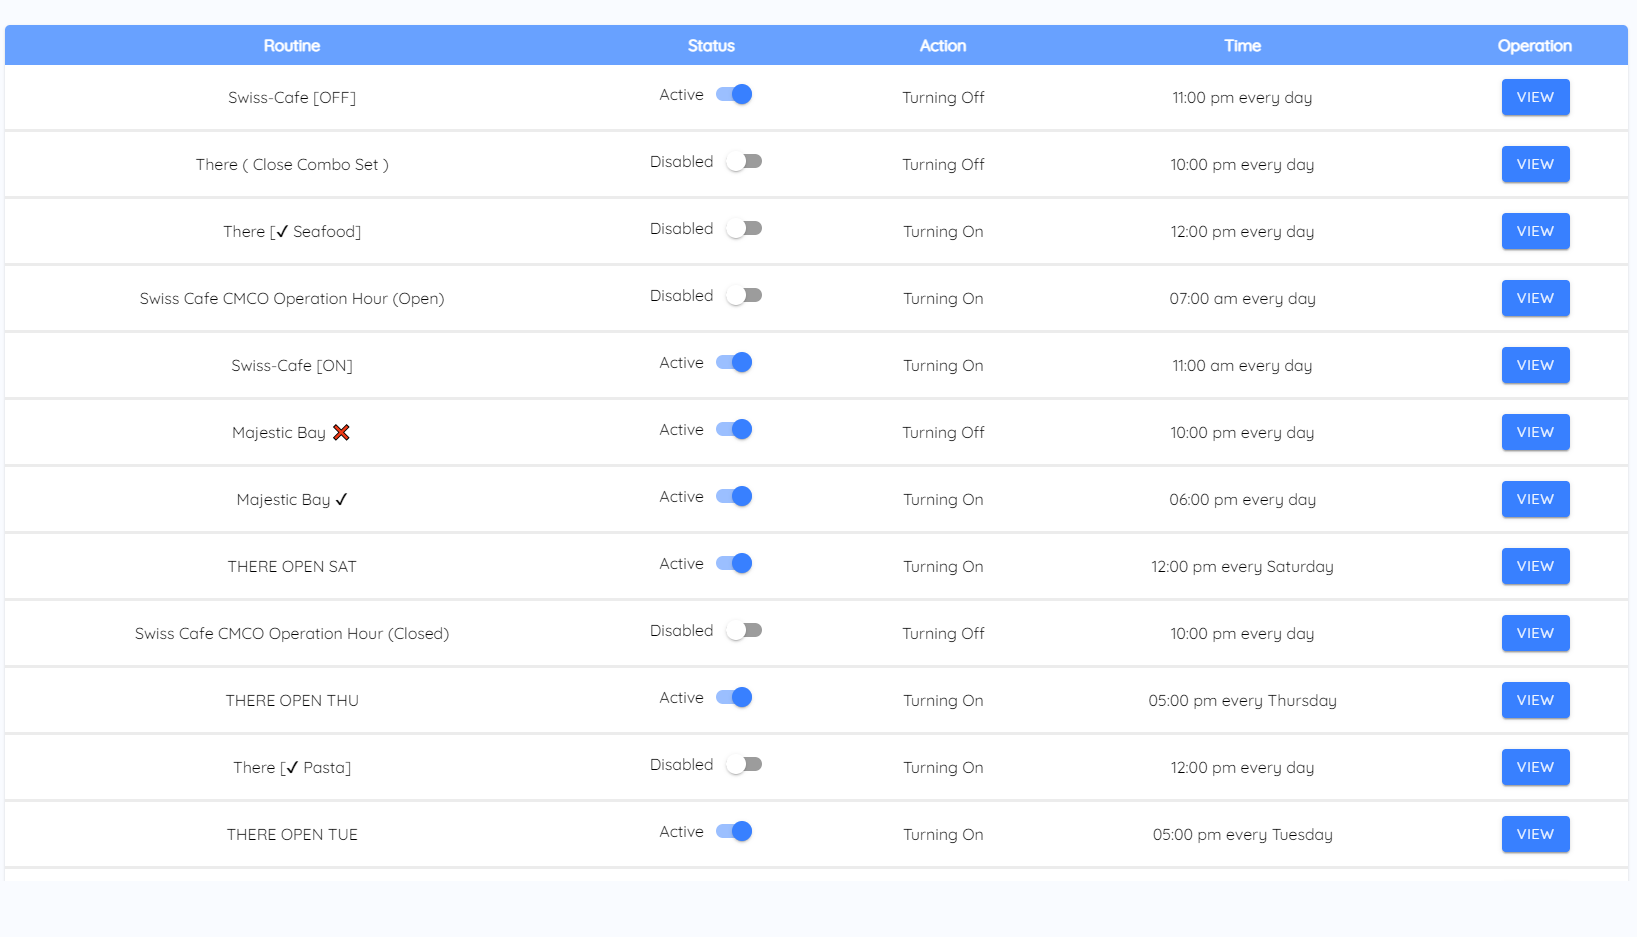 Routine Status Action Time Operation
Swiss-Cafe [OFF] Active Turning Off 11:00 pm every day VIEW
There ( Close Combo Set ) Disabled Turning Off 10:00 pm every day VIEW
There [✓ Seafood] Disabled Turning On 12:00 pm every day VIEW
Swiss Cafe CMCO Operation Hour (Open) Disabled Turning On 07:00 am every day VIEW
Swiss-Cafe [ON] Active Turning On 11:00 am every day VIEW
Majestic Bay ❌ Active Turning Off 10:00 pm every day VIEW
Majestic Bay ✓ Active Turning On 06:00 pm every day VIEW
THERE OPEN SAT Active Turning On 12:00 pm every Saturday VIEW
Swiss Cafe CMCO Operation Hour (Closed) Disabled Turning Off 10:00 pm every day VIEW
THERE OPEN THU Active Turning On 05:00 pm every Thursday VIEW
There [✓ Pasta] Disabled Turning On 12:00 pm every day VIEW
THERE OPEN TUE Active Turning On 05:00 pm every Tuesday VIEW